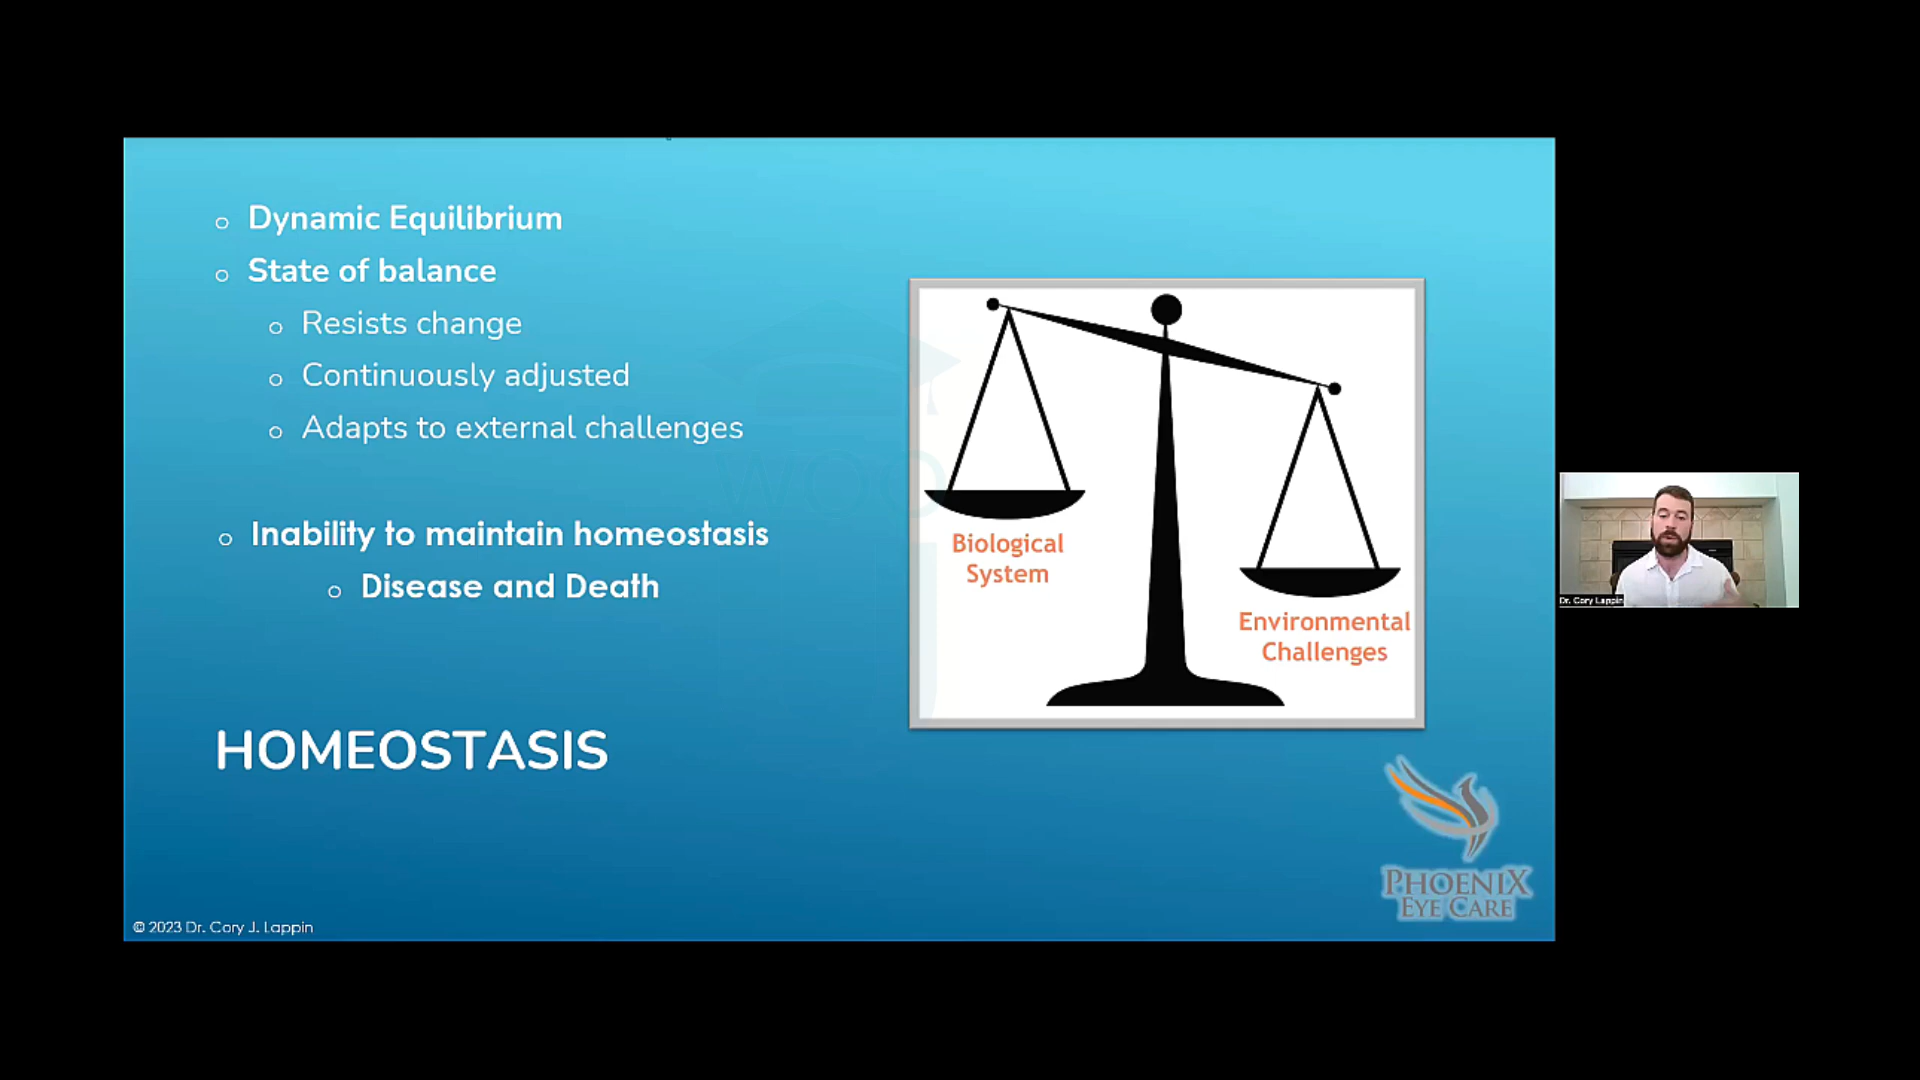 Dynamic Equilibrium
State of balance
Resists change
Continuously adjusted
Adapts to external challenges
Inability to maintain homeostasis
Disease and Death
HOMEOSTASIS
Biological
System
Environmental
Challenges
PHOENIX
EYE CARE
© 2023 Dr. Cory J. Lappin
Dr. Cory Lappin
WOO